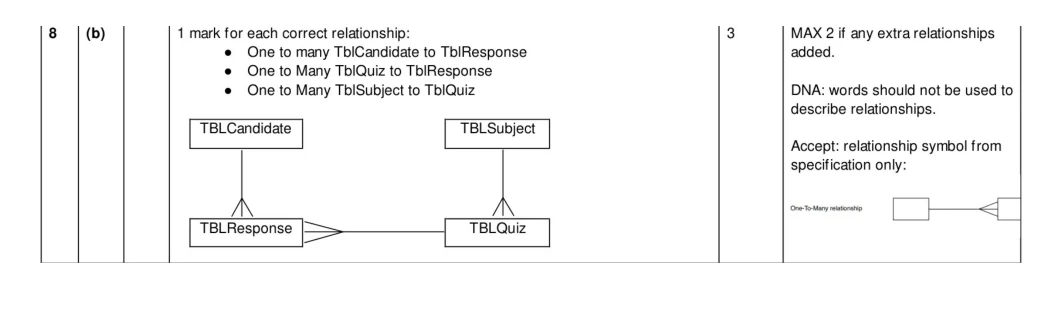 8 (b) 1 mark for each correct relationship:
● One to many TblCandidate to TblResponse
● One to Many TblQuiz to TblResponse
● One to Many TblSubject to TblQuiz
TBLCandidate TBLSubject
TBLResponse TBLQuiz
3
MAX 2 if any extra relationships
added.
DNA: words should not be used to
describe relationships.
Accept: relationship symbol from
specification only:
One-To-Many relationship